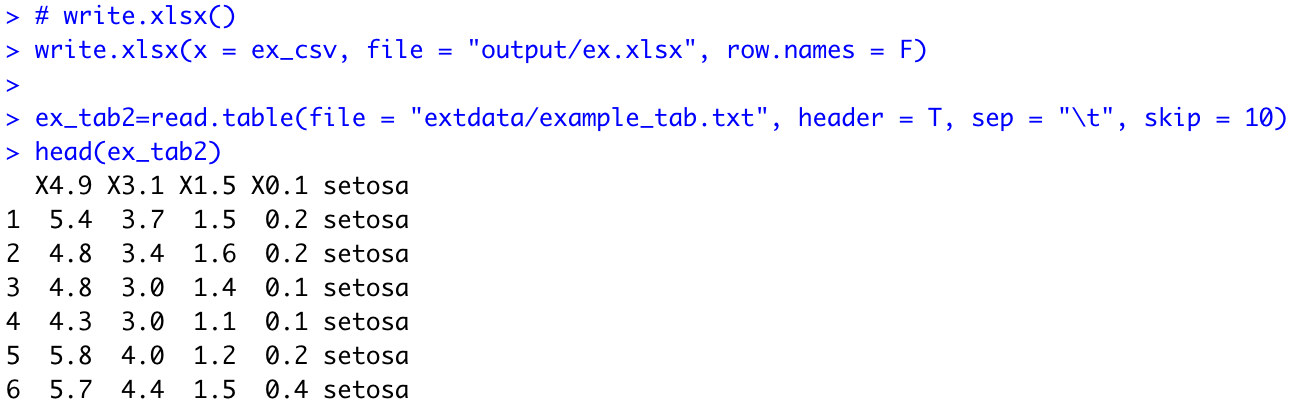 > # write.xlsx()
> write.xlsx(x = ex_csv, file = "output/ex.xlsx", row.names = F)
>
> ex_tab2=read.table(file = "extdata/example_tab.txt", header = T, sep = "\t", skip = 10)
> head(ex_tab2)
  X4.9 X3.1 X1.5 X0.1 setosa
1  5.4  3.7  1.5  0.2 setosa
2  4.8  3.4  1.6  0.2 setosa
3  4.8  3.0  1.4  0.1 setosa
4  4.3  3.0  1.1  0.1 setosa
5  5.8  4.0  1.2  0.2 setosa
6  5.7  4.4  1.5  0.4 setosa